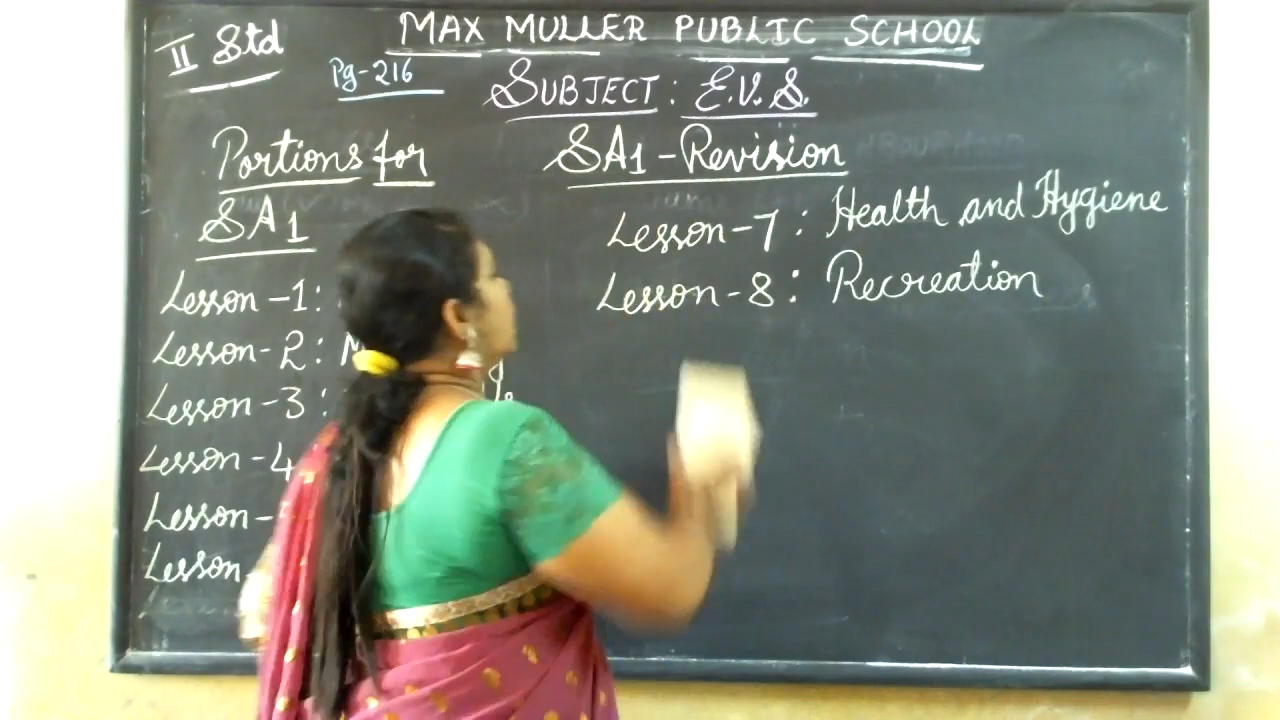 II Std
MAX MULLER PUBLIC SCHOOL
Pg-216
SUBJECT: E.V.S.
Portions for
SA1
Lesson-1:
Lesson-2:
Lesson-3:
Lesson-4
Lesson-
Lesson
SA1-Revision
Lesson-7: Health and Hygiene
Lesson-8: Recreation